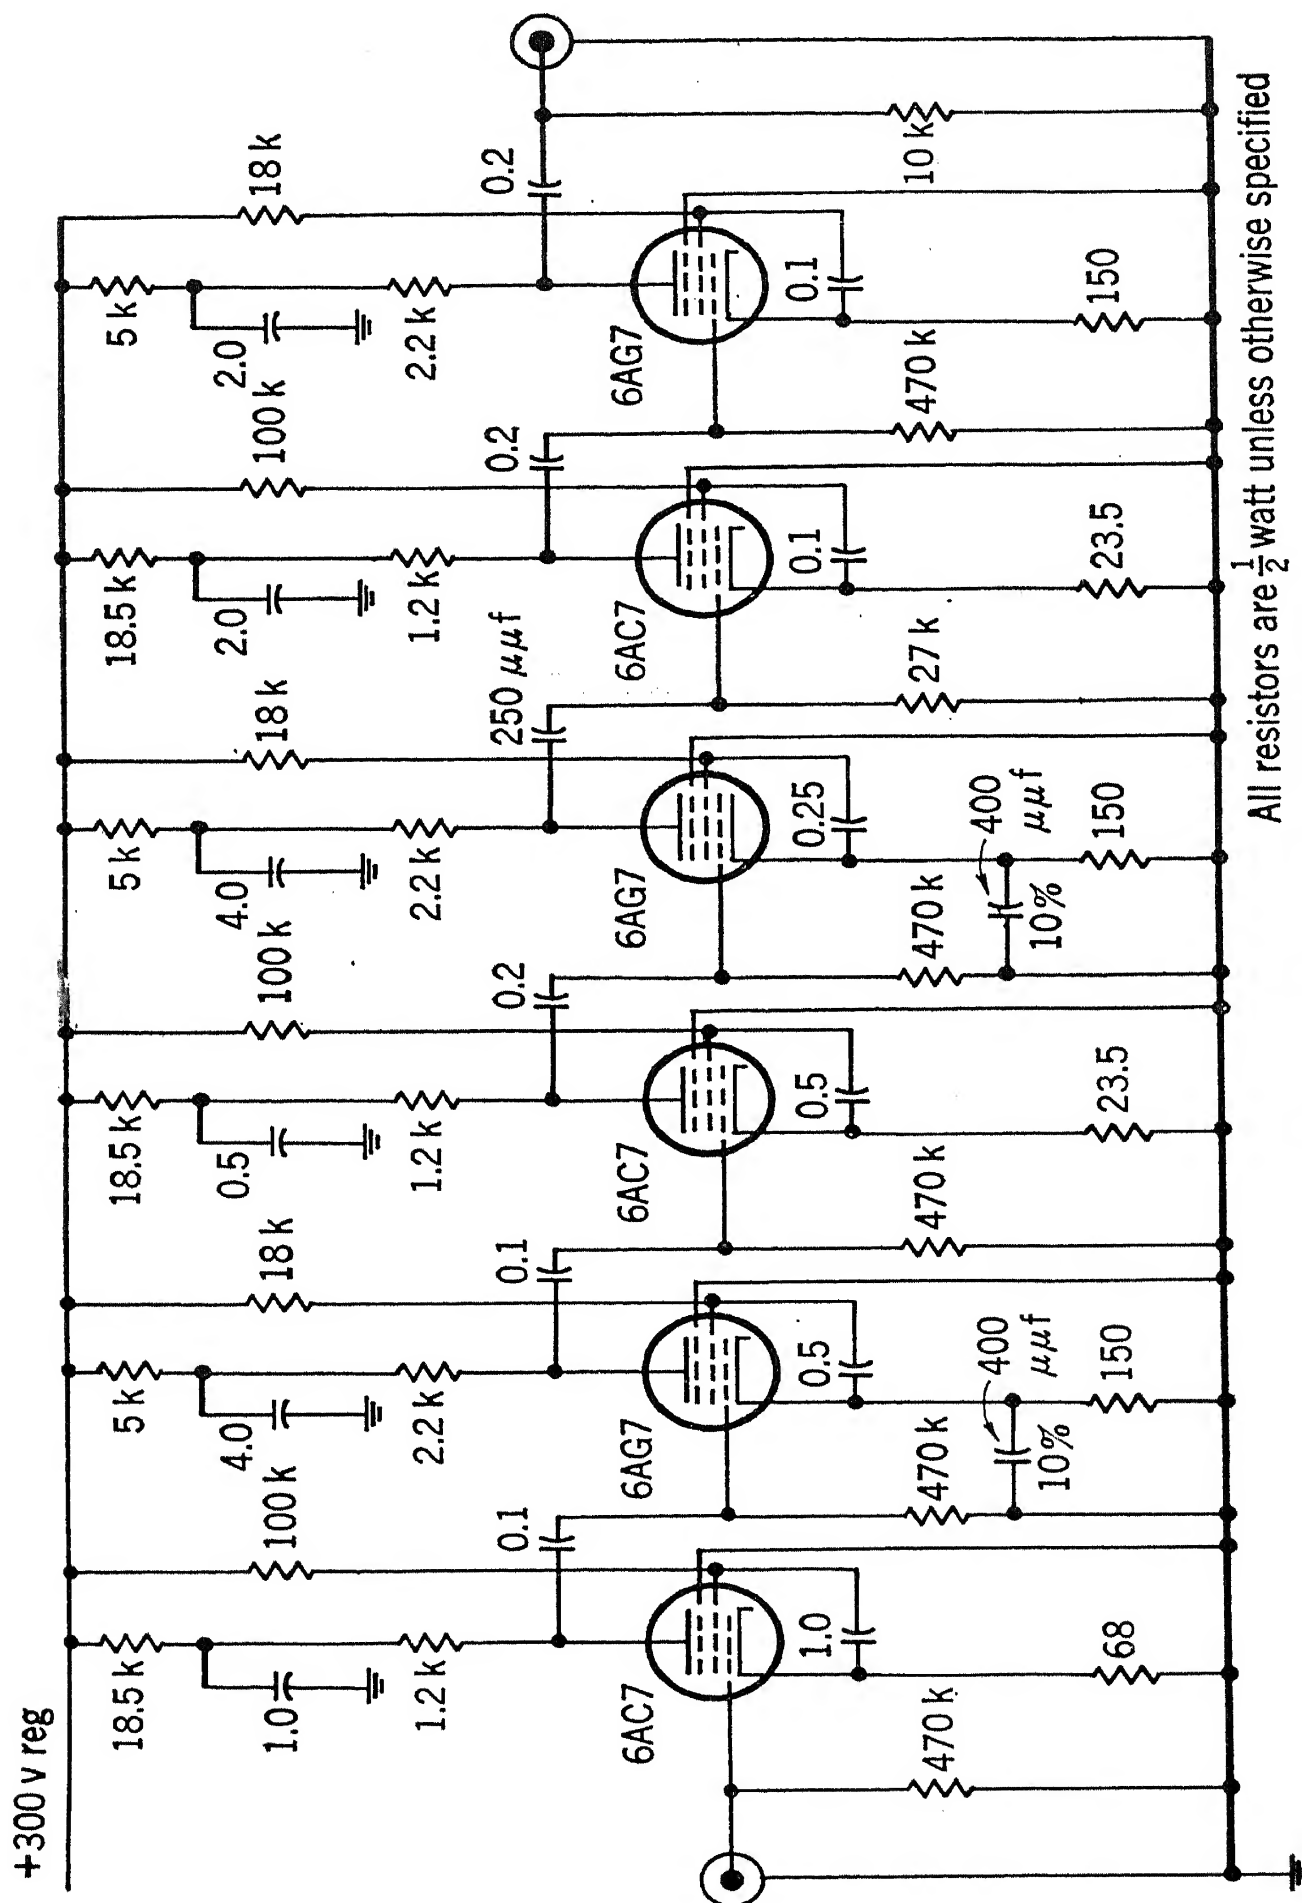 +300 v reg
18.5 k
5 k
18.5 k
5 k
18.5 k
5 k
1.0
100 k
4.0
18 k
0.5
100 k
4.0
18 k
2.0
100 k
2.0
18 k
1.2 k
2.2 k
1.2 k
2.2 k
1.2 k
2.2 k
0.1
0.1
0.2
250 μμf
0.2
0.2
6AC7
6AG7
6AC7
6AG7
6AC7
6AG7
1.0
0.5
0.5
0.25
0.1
0.1
470 k
470 k
470 k
470 k
27 k
470 k
10 k
400
μμf
10%
400
μμf
10%
68
150
23.5
150
23.5
150
All resistors are 1/2 watt unless otherwise specified